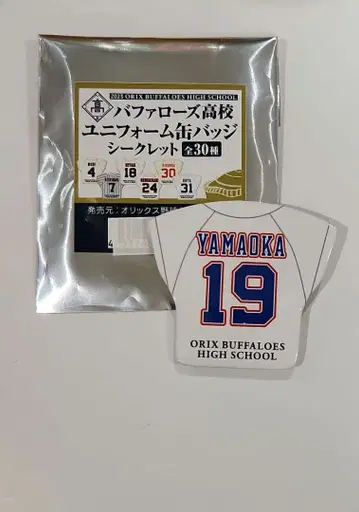 2023 ORIX BUFFALOES HIGH SCHOOL
高
バファローズ高校
ユニフォーム缶バッジ
シークレット 全30種
4
18
30
7
24
31
発売元：オリックス野球
YAMAOKA
19
ORIX BUFFALOES
HIGH SCHOOL